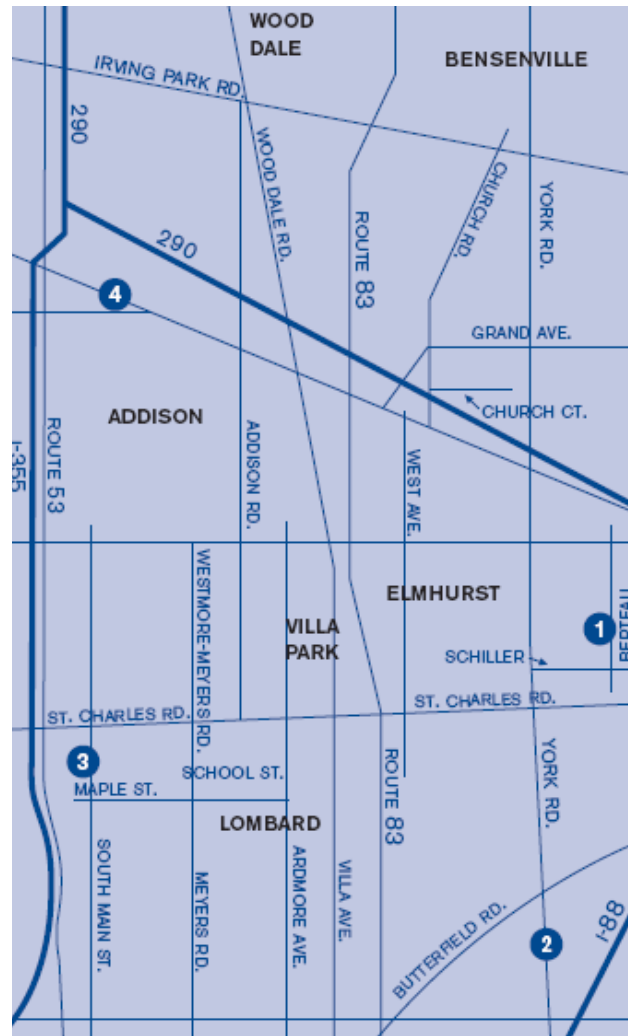 WOOD
DALE
BENSENVILLE
IRVING PARK RD.
290
WOOD DALE RD.
CHURCH RD.
YORK RD.
ROUTE 83
290
4
GRAND AVE.
CHURCH CT.
ADDISON
ROUTE 53
I-355
ADDISON RD.
WEST AVE.
WESTMORE-MEYERS RD.
ELMHURST
VILLA
PARK
1
SCHILLER
ST. CHARLES RD.
ST. CHARLES RD.
3
SCHOOL ST.
MAPLE ST.
LOMBARD
ROUTE 83
YORK RD.
SOUTH MAIN ST.
MEYERS RD.
ARDMORE AVE.
VILLA AVE.
BUTTERFIELD RD.
2
I-88